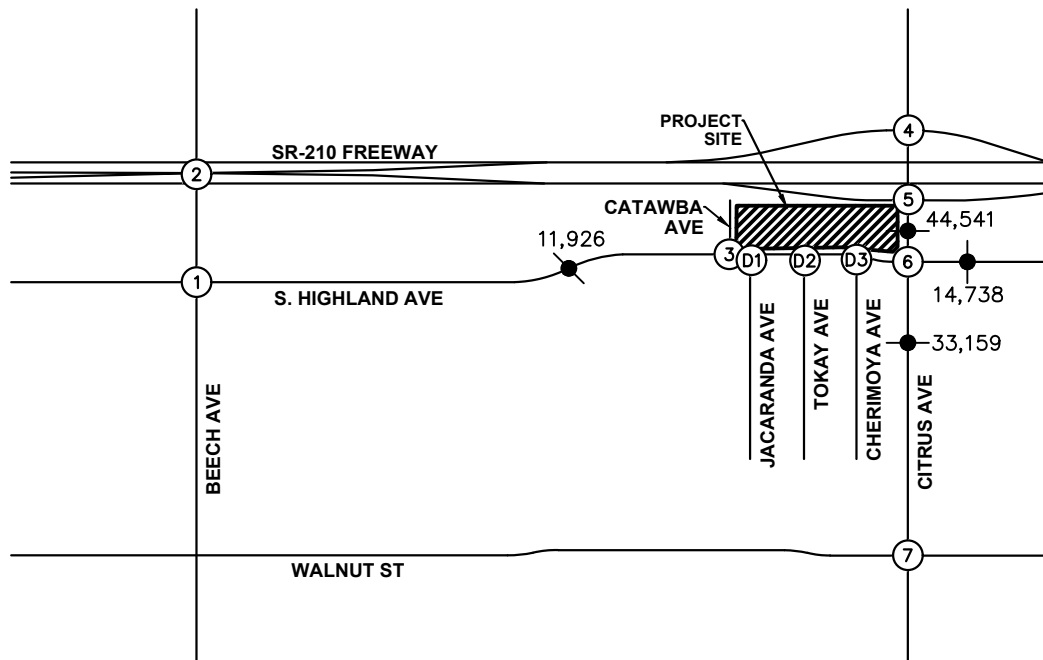 PROJECT
SITE
4
SR-210 FREEWAY
2
5
CATAWBA
AVE
44,541
11,926
3
D1
D2
D3
6
1
S. HIGHLAND AVE
14,738
33,159
JACARANDA AVE
TOKAY AVE
CHERIMOYA AVE
CITRUS AVE
BEECH AVE
7
WALNUT ST